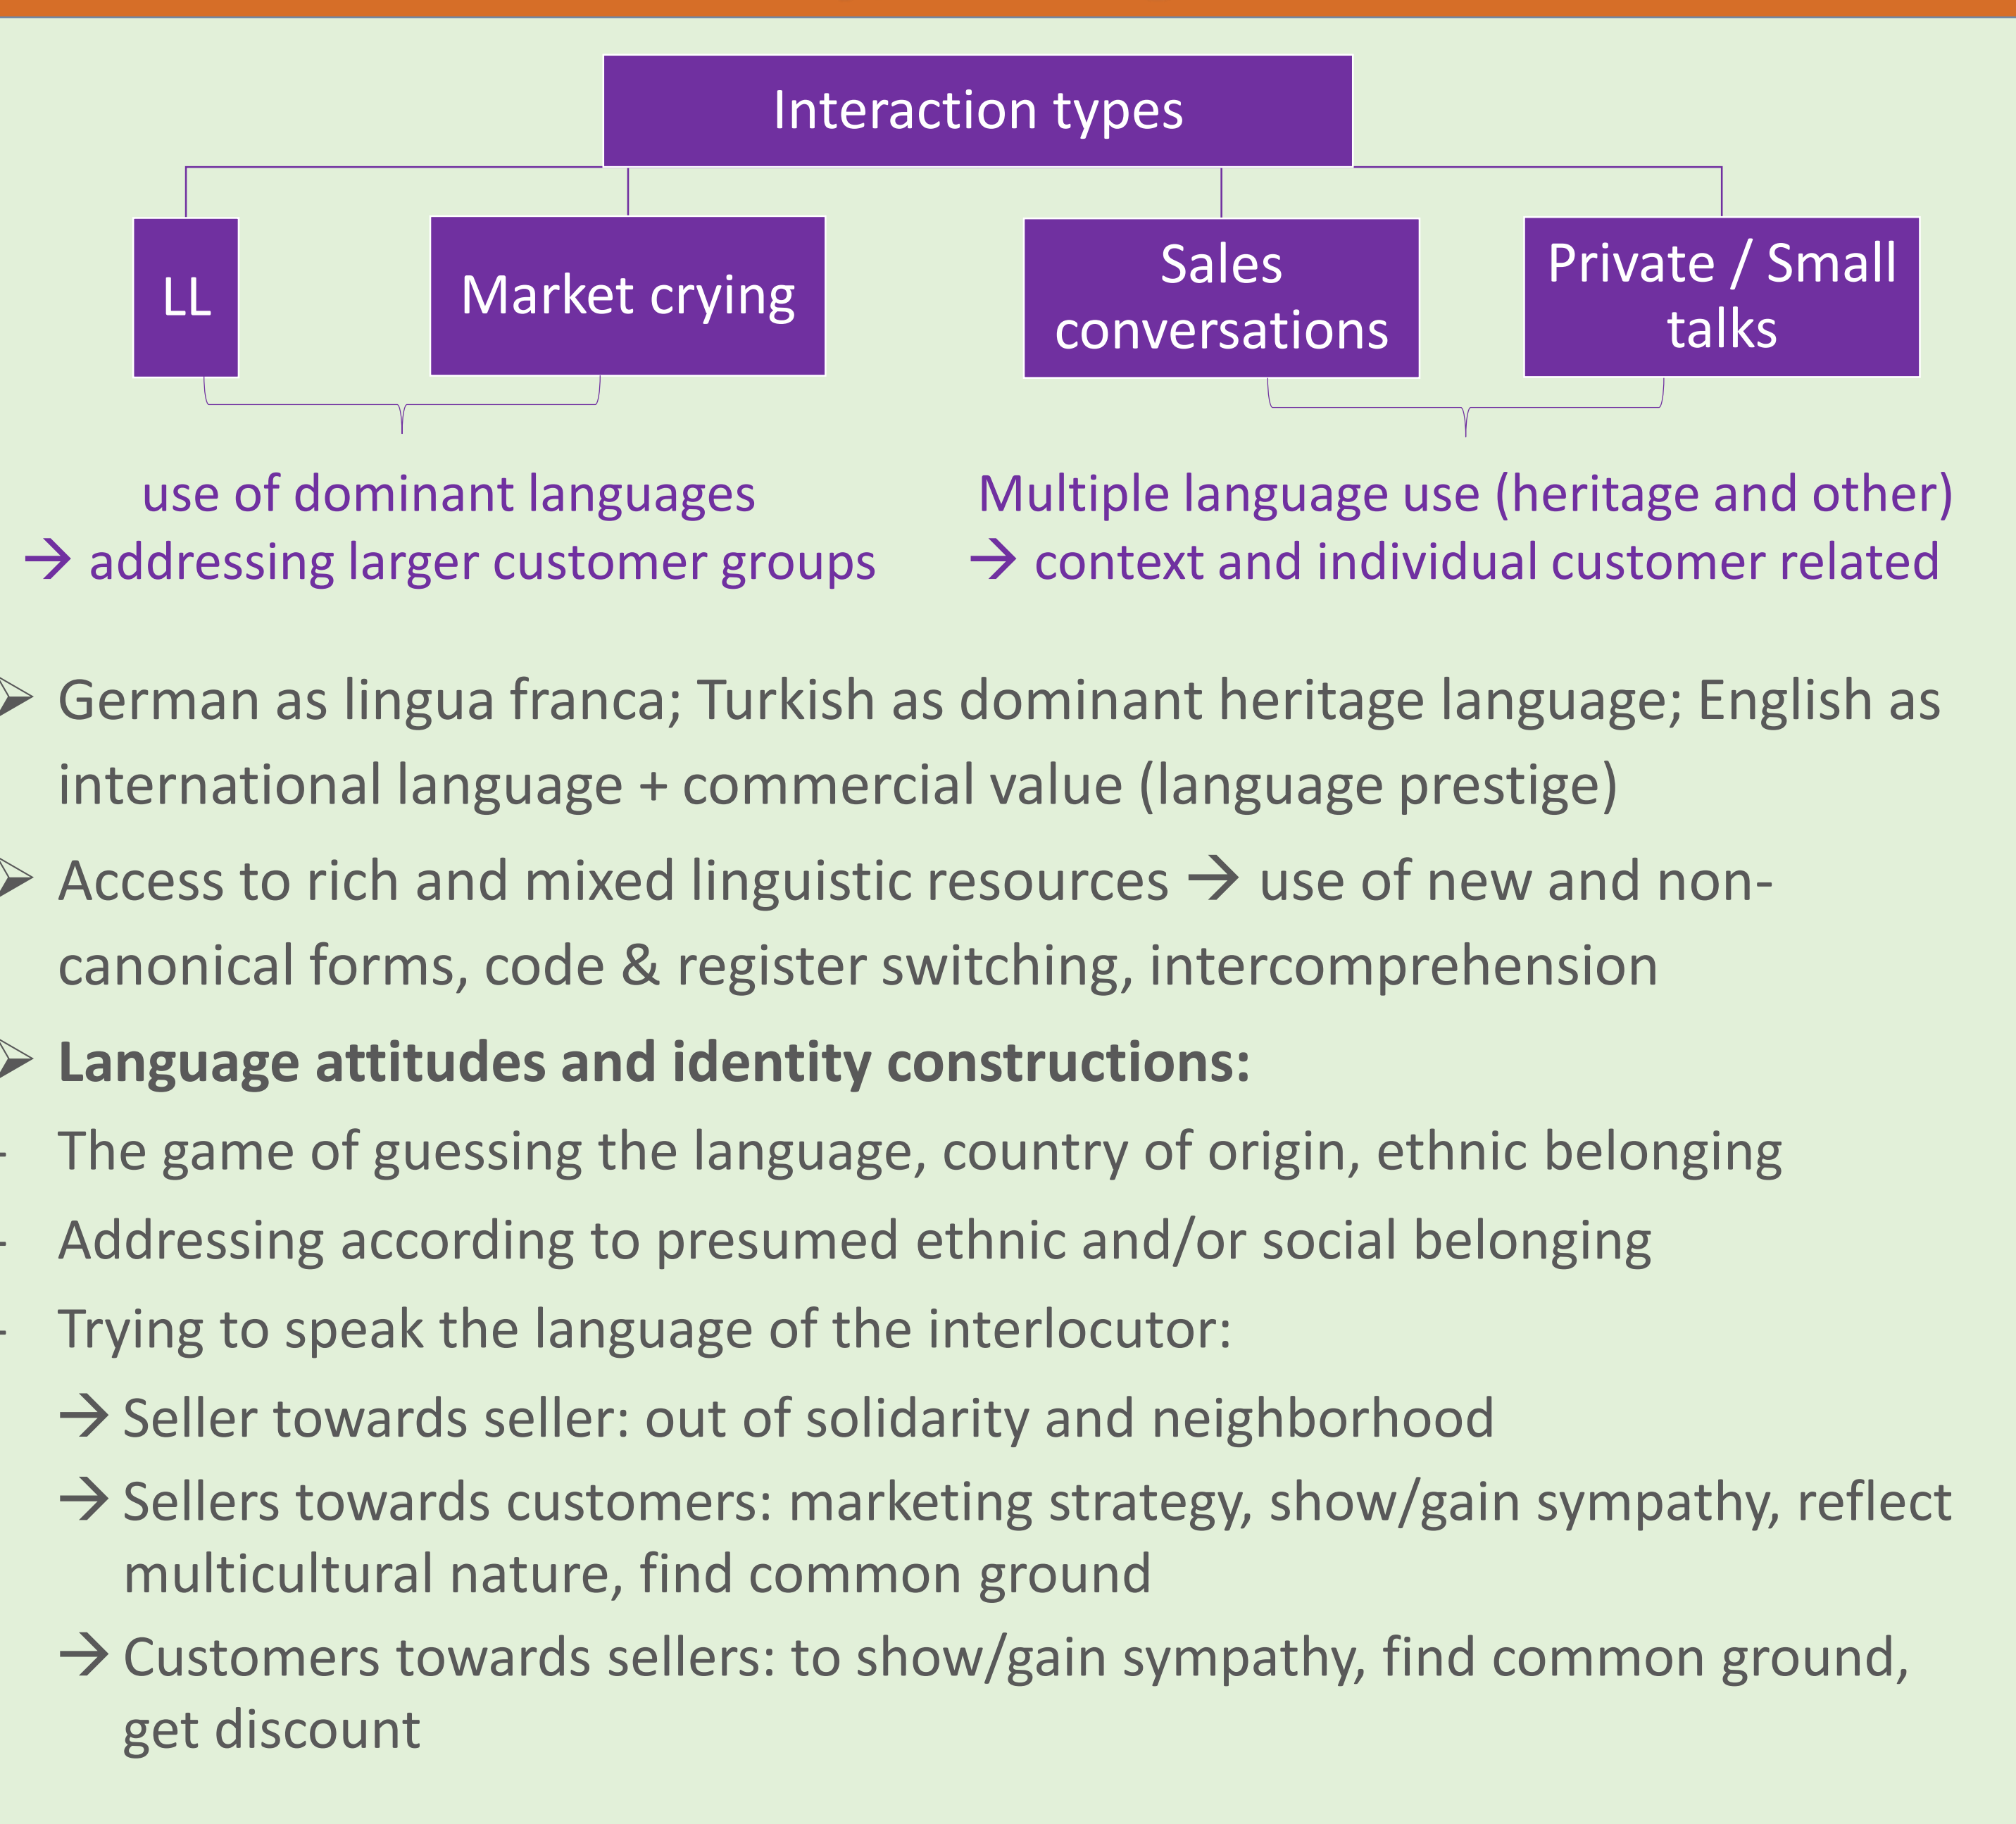 Interaction types
LL
Market crying
Sales
conversations
Private / Small
talks
use of dominant languages
→ addressing larger customer groups
Multiple language use (heritage and other)
→ context and individual customer related
➢ German as lingua franca; Turkish as dominant heritage language; English as
international language + commercial value (language prestige)
➢ Access to rich and mixed linguistic resources → use of new and non-
canonical forms, code & register switching, intercomprehension
➢ Language attitudes and identity constructions:
- The game of guessing the language, country of origin, ethnic belonging
- Addressing according to presumed ethnic and/or social belonging
- Trying to speak the language of the interlocutor:
→ Seller towards seller: out of solidarity and neighborhood
→ Sellers towards customers: marketing strategy, show/gain sympathy, reflect
multicultural nature, find common ground
→ Customers towards sellers: to show/gain sympathy, find common ground,
get discount